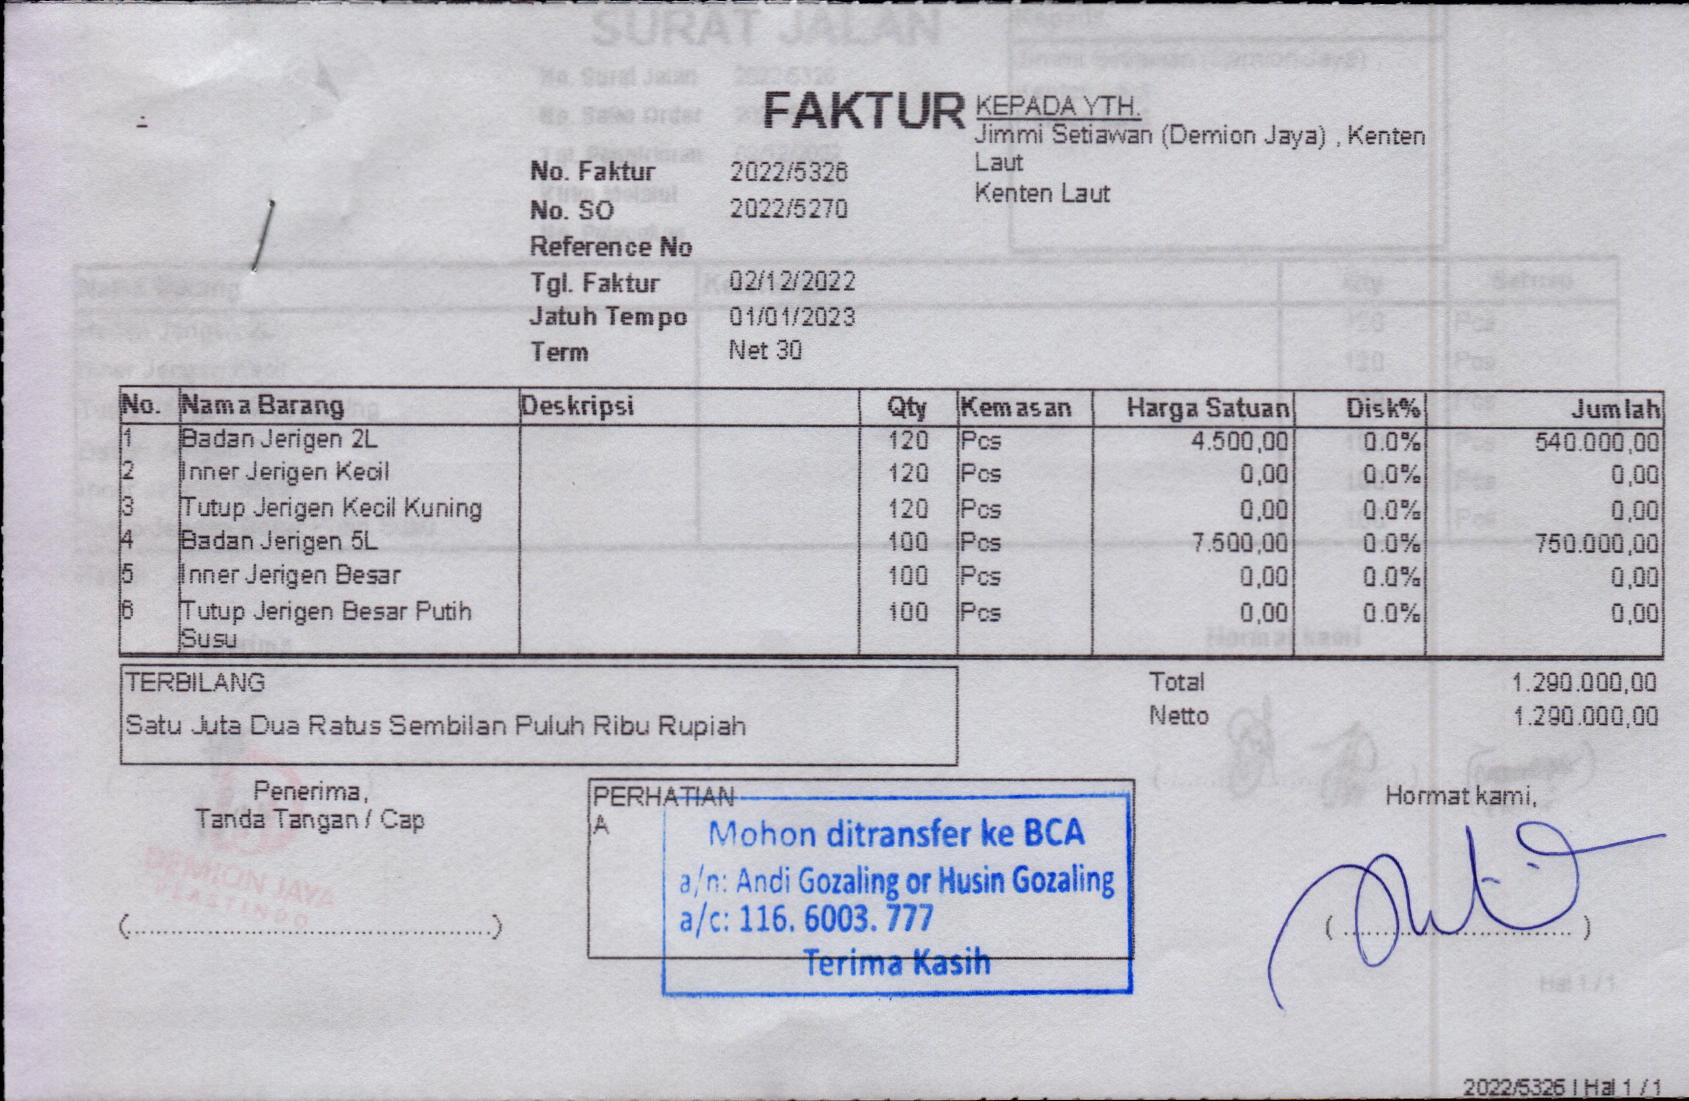 SURAT JALAN
FAKTUR
KEPADA YTH.
Jimmi Setiawan (Demion Jaya) , Kenten
Laut
Kenten Laut
No. Faktur 2022/5326
No. SO 2022/5270
Reference No
Tgl. Faktur 02/12/2022
Jatuh Tempo 01/01/2023
Term Net 30
No. Nama Barang Deskripsi Qty Kemasan Harga Satuan Disk% Jumlah
1 Badan Jerigen 2L 120 Pcs 4.500,00 0.0% 540.000,00
2 Inner Jerigen Kecil 120 Pcs 0,00 0.0% 0,00
3 Tutup Jerigen Kecil Kuning 120 Pcs 0,00 0.0% 0,00
4 Badan Jerigen 5L 100 Pcs 7.500,00 0.0% 750.000,00
5 Inner Jerigen Besar 100 Pcs 0,00 0.0% 0,00
6 Tutup Jerigen Besar Putih 100 Pcs 0,00 0.0% 0,00
Susu
TERBILANG
Satu Juta Dua Ratus Sembilan Puluh Ribu Rupiah
Total 1.290.000,00
Netto 1.290.000,00
Penerima,
Tanda Tangan / Cap
DEMION JAYA
PLASTINDO
(..................................................)
PERHATIAN
A
Mohon ditransfer ke BCA
a/n: Andi Gozaling or Husin Gozaling
a/c: 116. 6003. 777
Terima Kasih
Hormat kami,
(..................................)
2022/5326 | Hal 1 / 1